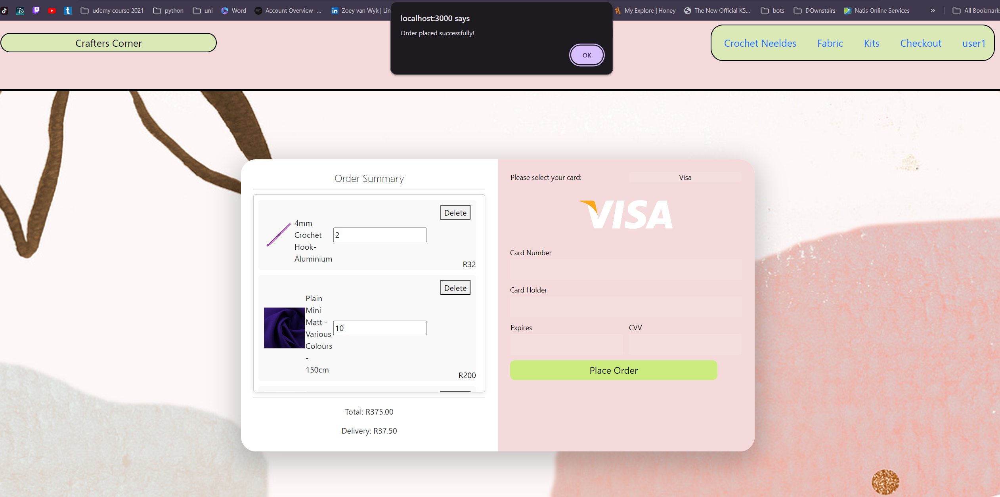 udemy course 2021
python
uni
Word
Account Overview -...
Zoey van Wyk | Lin
My Explore | Honey
The New Official K5...
bots
DOwnstairs
Natis Online Services
»
All Bookmarks
localhost:3000 says
Order placed successfully!
OK
Crafters Corner
Crochet Neeldes
Fabric
Kits
Checkout
user1
Order Summary
Delete
4mm
Crochet
Hook-
Aluminium
2
R32
Delete
Plain
Mini
Matt -
Various
Colours
-
150cm
10
R200
Total: R375.00
Delivery: R37.50
Please select your card:
Visa
VISA
Card Number
Card Holder
Expires
CVV
Place Order